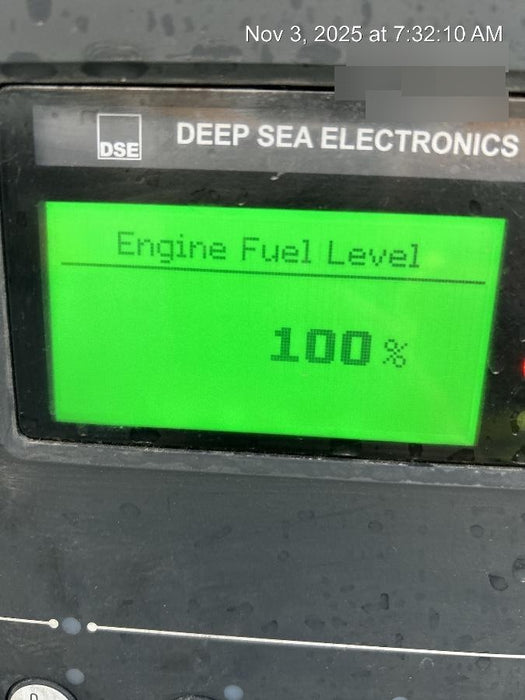 Nov 3, 2025 at 7:32:10 AM
DSE DEEP SEA ELECTRONICS
Engine Fuel Level
100 %